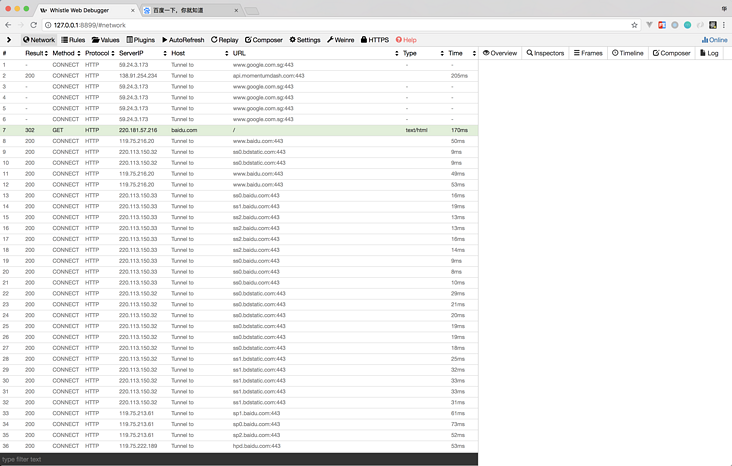 Whistle Web Debugger
百度一下，你就知道
127.0.0.1:8899/#network
Network Rules Values Plugins AutoRefresh Replay Composer Settings Weinre HTTPS Help Online
# Result Method Protocol ServerIP Host URL Type Time Overview Inspectors Frames Timeline Composer Log
1 - CONNECT HTTP 59.24.3.173 Tunnel to www.google.com.sg:443 - -
2 200 CONNECT HTTP 138.91.254.234 Tunnel to api.momentumdash.com:443 205ms
3 - CONNECT HTTP 59.24.3.173 Tunnel to www.google.com.sg:443 - -
4 - CONNECT HTTP 59.24.3.173 Tunnel to www.google.com.sg:443 - -
5 - CONNECT HTTP 59.24.3.173 Tunnel to www.google.com.sg:443 - -
6 - CONNECT HTTP 59.24.3.173 Tunnel to www.google.com.sg:443 - -
7 302 GET HTTP 220.181.57.216 baidu.com / text/html 170ms
8 200 CONNECT HTTP 119.75.216.20 Tunnel to www.baidu.com:443 50ms
9 200 CONNECT HTTP 220.113.150.32 Tunnel to ss0.bdstatic.com:443 9ms
10 200 CONNECT HTTP 220.113.150.32 Tunnel to ss0.bdstatic.com:443 9ms
11 200 CONNECT HTTP 119.75.216.20 Tunnel to www.baidu.com:443 49ms
12 200 CONNECT HTTP 119.75.216.20 Tunnel to www.baidu.com:443 53ms
13 200 CONNECT HTTP 220.113.150.33 Tunnel to ss0.baidu.com:443 16ms
14 200 CONNECT HTTP 220.113.150.33 Tunnel to ss1.baidu.com:443 19ms
15 200 CONNECT HTTP 220.113.150.33 Tunnel to ss2.baidu.com:443 13ms
16 200 CONNECT HTTP 220.113.150.33 Tunnel to ss2.baidu.com:443 13ms
17 200 CONNECT HTTP 220.113.150.33 Tunnel to ss2.baidu.com:443 16ms
18 200 CONNECT HTTP 220.113.150.33 Tunnel to ss2.baidu.com:443 14ms
19 200 CONNECT HTTP 220.113.150.33 Tunnel to ss0.baidu.com:443 9ms
20 200 CONNECT HTTP 220.113.150.33 Tunnel to ss0.baidu.com:443 8ms
21 200 CONNECT HTTP 220.113.150.33 Tunnel to ss0.baidu.com:443 10ms
22 200 CONNECT HTTP 220.113.150.32 Tunnel to ss0.bdstatic.com:443 29ms
23 200 CONNECT HTTP 220.113.150.32 Tunnel to ss0.bdstatic.com:443 21ms
24 200 CONNECT HTTP 220.113.150.32 Tunnel to ss0.bdstatic.com:443 20ms
25 200 CONNECT HTTP 220.113.150.32 Tunnel to ss0.bdstatic.com:443 19ms
26 200 CONNECT HTTP 220.113.150.32 Tunnel to ss0.bdstatic.com:443 19ms
27 200 CONNECT HTTP 220.113.150.32 Tunnel to ss0.bdstatic.com:443 18ms
28 200 CONNECT HTTP 220.113.150.32 Tunnel to ss1.bdstatic.com:443 25ms
29 200 CONNECT HTTP 220.113.150.32 Tunnel to ss1.bdstatic.com:443 32ms
30 200 CONNECT HTTP 220.113.150.32 Tunnel to ss1.bdstatic.com:443 33ms
31 200 CONNECT HTTP 220.113.150.32 Tunnel to ss1.bdstatic.com:443 33ms
32 200 CONNECT HTTP 220.113.150.32 Tunnel to ss1.bdstatic.com:443 31ms
33 200 CONNECT HTTP 119.75.213.61 Tunnel to sp1.baidu.com:443 61ms
34 200 CONNECT HTTP 119.75.213.61 Tunnel to sp0.baidu.com:443 73ms
35 200 CONNECT HTTP 119.75.213.61 Tunnel to sp2.baidu.com:443 52ms
36 200 CONNECT HTTP 119.75.222.189 Tunnel to hpd.baidu.com:443 53ms
type filter text